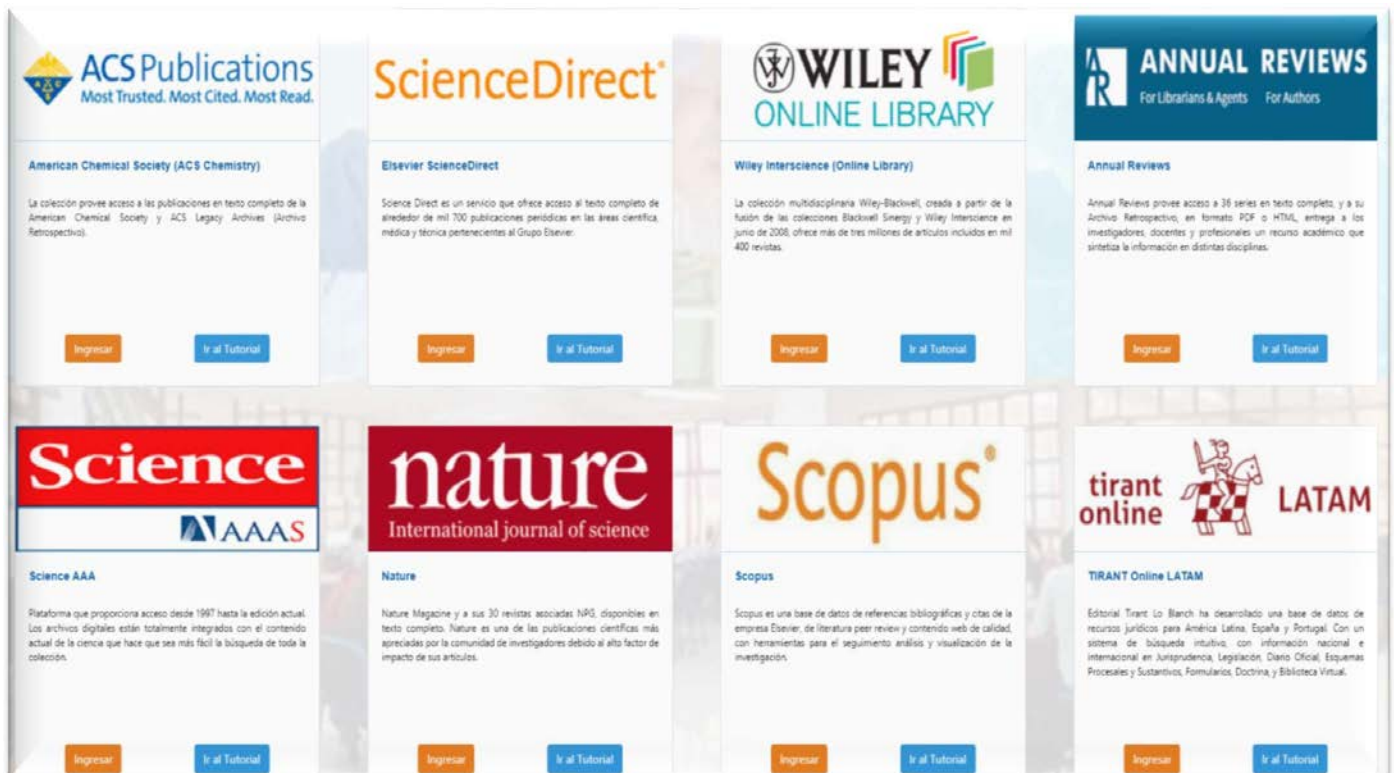 ACS Publications
Most Trusted. Most Cited. Most Read.
American Chemical Society (ACS Chemistry)
La colección provee acceso a las publicaciones en texto completo de la
American Chemical Society y ACS Legacy Archives (Archivo
Retrospectivo).
Ingresar
Ir al Tutorial
ScienceDirect®
Elsevier ScienceDirect
Science Direct es un servicio que ofrece acceso al texto completo de
alrededor de mil 700 publicaciones periódicas en las áreas científica,
médica y técnica pertenecientes al Grupo Elsevier.
Ingresar
Ir al Tutorial
WILEY
ONLINE LIBRARY
Wiley Interscience (Online Library)
La colección multidisciplinaria Wiley-Blackwell, creada a partir de la
fusión de las colecciones Blackwell Sinergy y Wiley Interscience en
junio de 2008, ofrece más de tres millones de artículos incluidos en mil
400 revistas.
Ingresar
Ir al Tutorial
AR
ANNUAL REVIEWS
For Librarians & Agents For Authors
Annual Reviews
Annual Reviews provee acceso a 36 series en texto completo, y a su
Archivo Retrospectivo, en formato PDF o HTML, entrega a los
investigadores, docentes y profesionales un recurso académico que
sintetiza la información en distintas disciplinas.
Ingresar
Ir al Tutorial
Science
AAAS
Science AAA
Plataforma que proporciona acceso desde 1997 hasta la edición actual.
Los archivos digitales están totalmente integrados con el contenido
actual de la ciencia que hace que sea más fácil la búsqueda de toda la
colección.
Ingresar
Ir al Tutorial
nature
International journal of science
Nature
Nature Magazine y a sus 30 revistas asociadas NPG, disponibles en
texto completo. Nature es una de las publicaciones científicas más
apreciadas por la comunidad de investigadores debido al alto factor de
impacto de sus artículos.
Ingresar
Ir al Tutorial
Scopus®
Scopus
Scopus es una base de datos de referencias bibliográficas y citas de la
empresa Elsevier, de literatura peer review y contenido web de calidad,
con herramientas para el seguimiento análisis y visualización de la
investigación.
Ingresar
Ir al Tutorial
tirant
online
LATAM
TIRANT Online LATAM
Editorial Tirant Lo Blanch ha desarrollado una base de datos de
recursos jurídicos para América Latina, España y Portugal. Con un
sistema de búsqueda intuitivo, con información nacional e
internacional en Jurisprudencia, Legislación, Diario Oficial, Esquemas
Procesales y Sustantivos, Formularios, Doctrina, y Biblioteca Virtual.
Ingresar
Ir al Tutorial